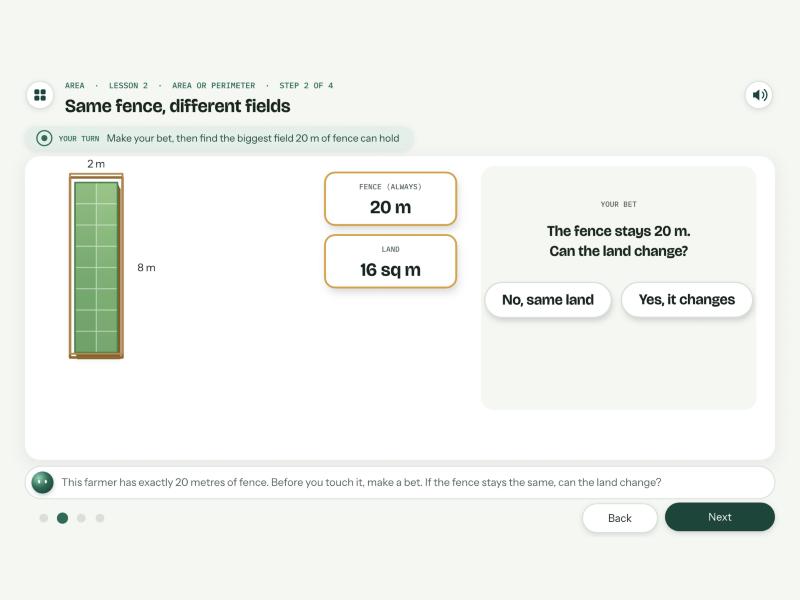 AREA · LESSON 2 · AREA OR PERIMETER · STEP 2 OF 4
Same fence, different fields
YOUR TURN Make your bet, then find the biggest field 20 m of fence can hold
2 m
8 m
FENCE (ALWAYS)
20 m
LAND
16 sq m
YOUR BET
The fence stays 20 m.
Can the land change?
No, same land
Yes, it changes
This farmer has exactly 20 metres of fence. Before you touch it, make a bet. If the fence stays the same, can the land change?
Back
Next